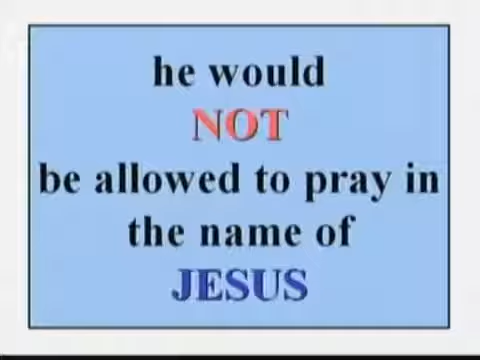 he would
NOT
be allowed to pray in
the name of
JESUS